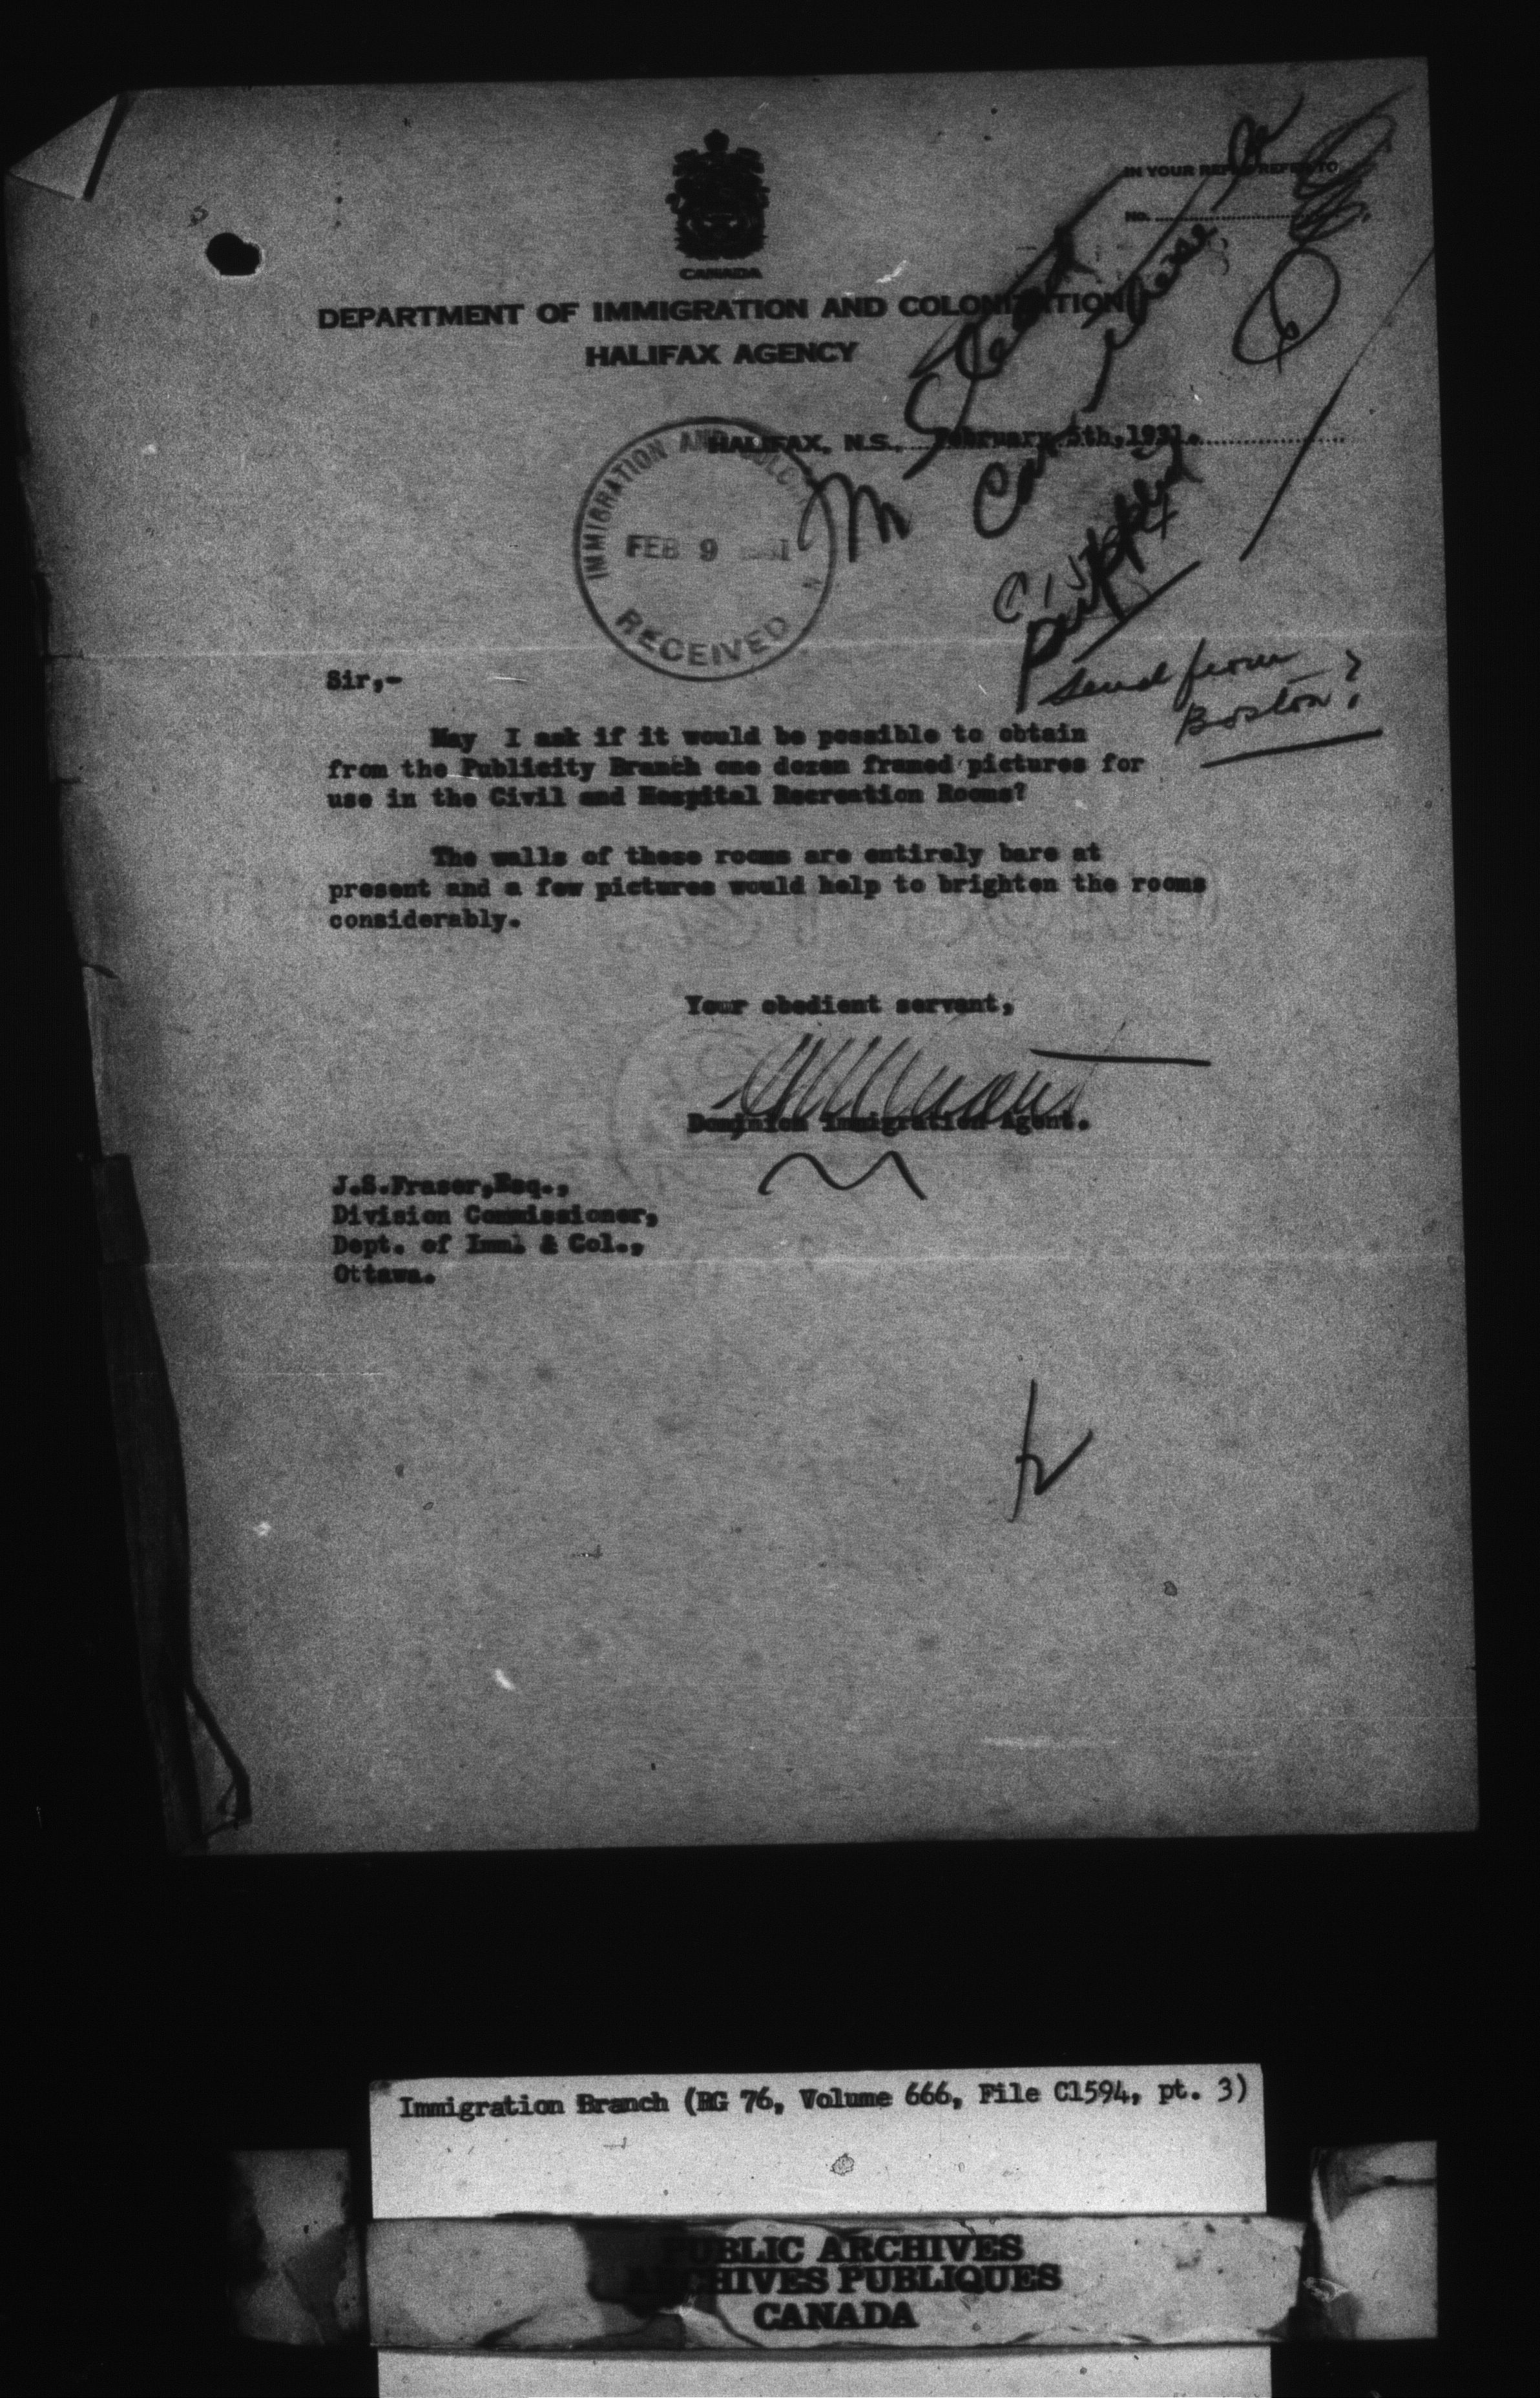 IN YOUR REPLY REFER TO
No.
CANADA
DEPARTMENT OF IMMIGRATION AND COLONIZATION
HALIFAX AGENCY
HALIFAX, N.S., February 5th, 1931.
IMMIGRATION AND
FEB 9 1931
RECEIVED
Can
Send from
Boston?
Sir,-
May I ask if it would be possible to obtain
from the Publicity Branch one dozen framed pictures for
use in the Civil and Hospital Recreation Rooms?
The walls of these rooms are entirely bare at
present and a few pictures would help to brighten the rooms
considerably.
Your obedient servant,
Dominion Immigration Agent.
J.S.Fraser,Esq.,
Division Commissioner,
Dept. of Imm. & Col.,
Ottawa.
Immigration Branch (RG 76, Volume 666, File C1594, pt. 3)
PUBLIC ARCHIVES
ARCHIVES PUBLIQUES
CANADA